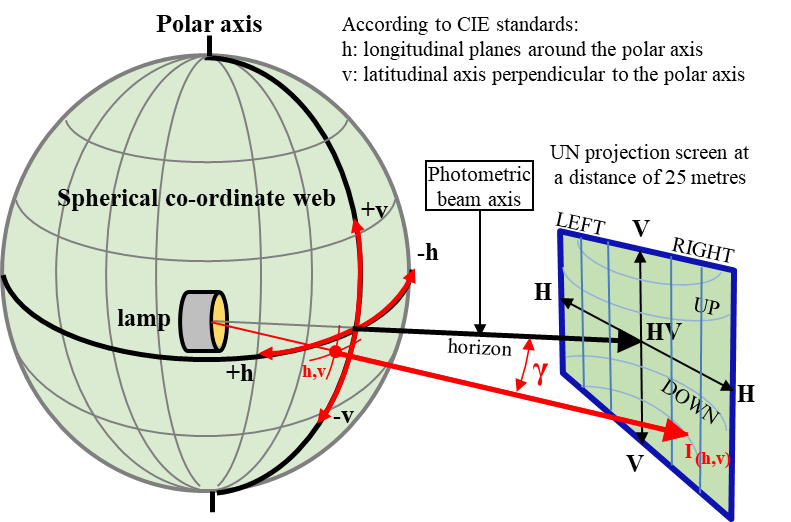 Polar axis
According to CIE standards:
h: longitudinal planes around the polar axis
v: latitudinal axis perpendicular to the polar axis
UN projection screen at
a distance of 25 metres
Photometric
beam axis
Spherical co-ordinate web
+v
-h
LEFT
V
RIGHT
H
UP
lamp
HV
horizon
+h
h,v
γ
DOWN
H
-v
V
I(h,v)